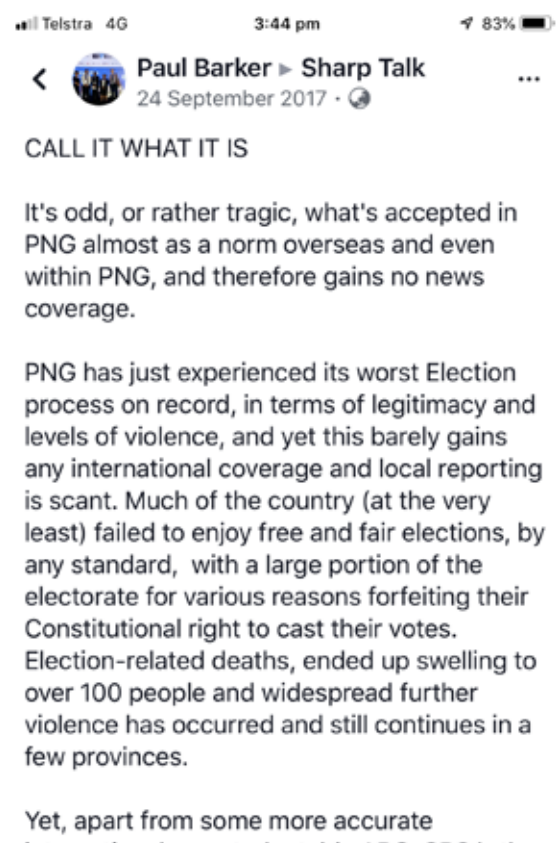 Telstra 4G 3:44 pm 83%
Paul Barker ▸ Sharp Talk
24 September 2017 ·
CALL IT WHAT IT IS
It's odd, or rather tragic, what's accepted in
PNG almost as a norm overseas and even
within PNG, and therefore gains no news
coverage.
PNG has just experienced its worst Election
process on record, in terms of legitimacy and
levels of violence, and yet this barely gains
any international coverage and local reporting
is scant. Much of the country (at the very
least) failed to enjoy free and fair elections, by
any standard,  with a large portion of the
electorate for various reasons forfeiting their
Constitutional right to cast their votes.
Election-related deaths, ended up swelling to
over 100 people and widespread further
violence has occurred and still continues in a
few provinces.
Yet, apart from some more accurate